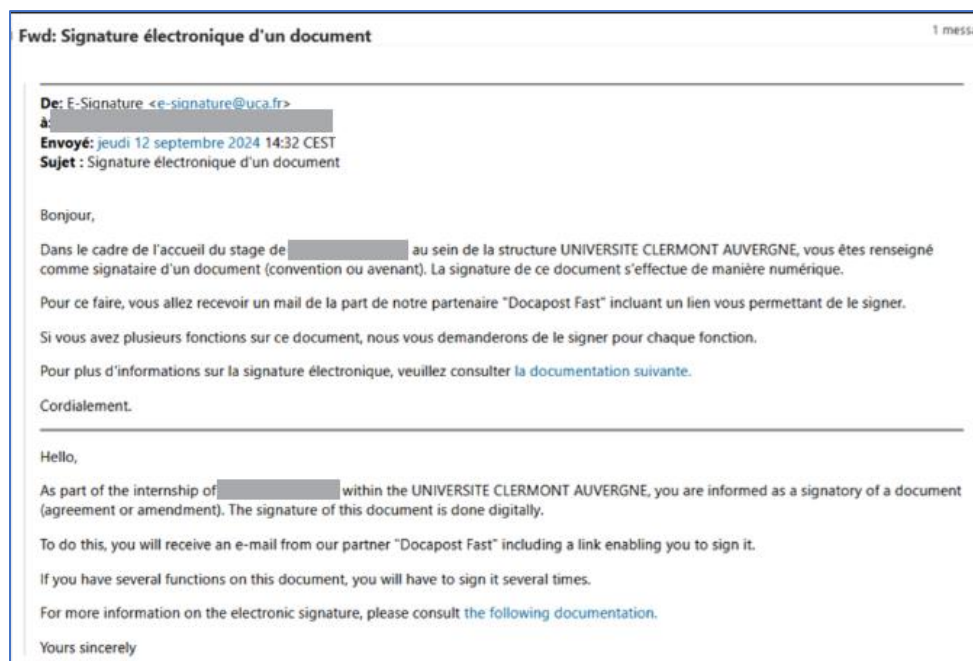 Fwd: Signature électronique d'un document
1 messa
De: E-Signature <e-signature@uca.fr>
à:
Envoyé: jeudi 12 septembre 2024 14:32 CEST
Sujet : Signature électronique d'un document
Bonjour,
Dans le cadre de l'accueil du stage de au sein de la structure UNIVERSITE CLERMONT AUVERGNE, vous êtes renseigné
comme signataire d'un document (convention ou avenant). La signature de ce document s'effectue de manière numérique.
Pour ce faire, vous allez recevoir un mail de la part de notre partenaire "Docapost Fast" incluant un lien vous permettant de le signer.
Si vous avez plusieurs fonctions sur ce document, nous vous demanderons de le signer pour chaque fonction.
Pour plus d'informations sur la signature électronique, veuillez consulter la documentation suivante.
Cordialement.
Hello,
As part of the internship of within the UNIVERSITE CLERMONT AUVERGNE, you are informed as a signatory of a document
(agreement or amendment). The signature of this document is done digitally.
To do this, you will receive an e-mail from our partner "Docapost Fast" including a link enabling you to sign it.
If you have several functions on this document, you will have to sign it several times.
For more information on the electronic signature, please consult the following documentation.
Yours sincerely